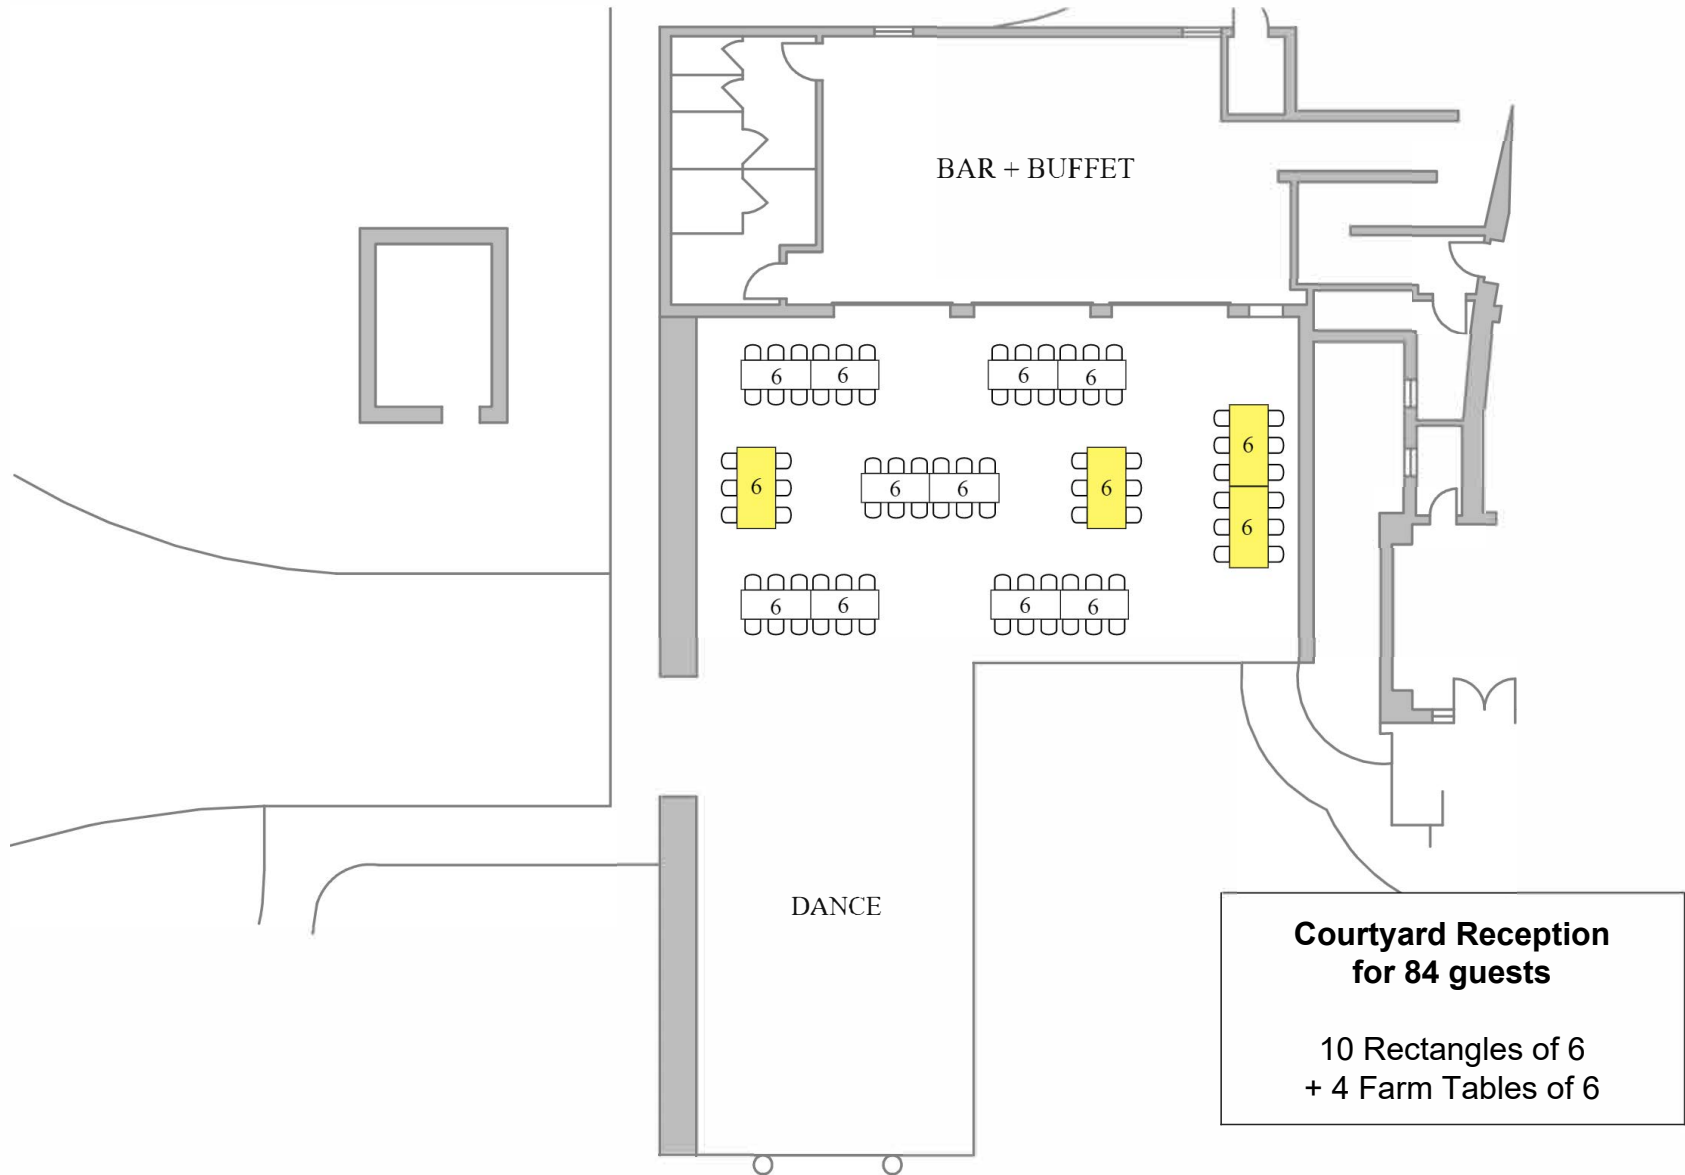 BAR + BUFFET
6 6 6 6
6
6 6 6 6 6
6
6 6 6 6
DANCE
Courtyard Reception
for 84 guests
10 Rectangles of 6
+ 4 Farm Tables of 6